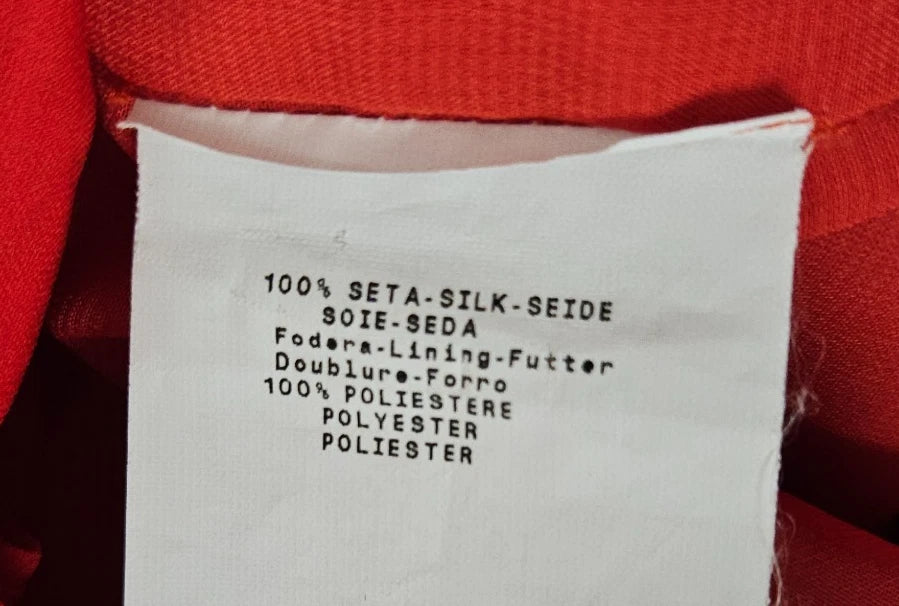 100% SETA-SILK-SEIDE
SOIE-SEDA
Fodera-Lining-Futter
Doublure-Forro
100% POLIESTERE
POLYESTER
POLIESTER